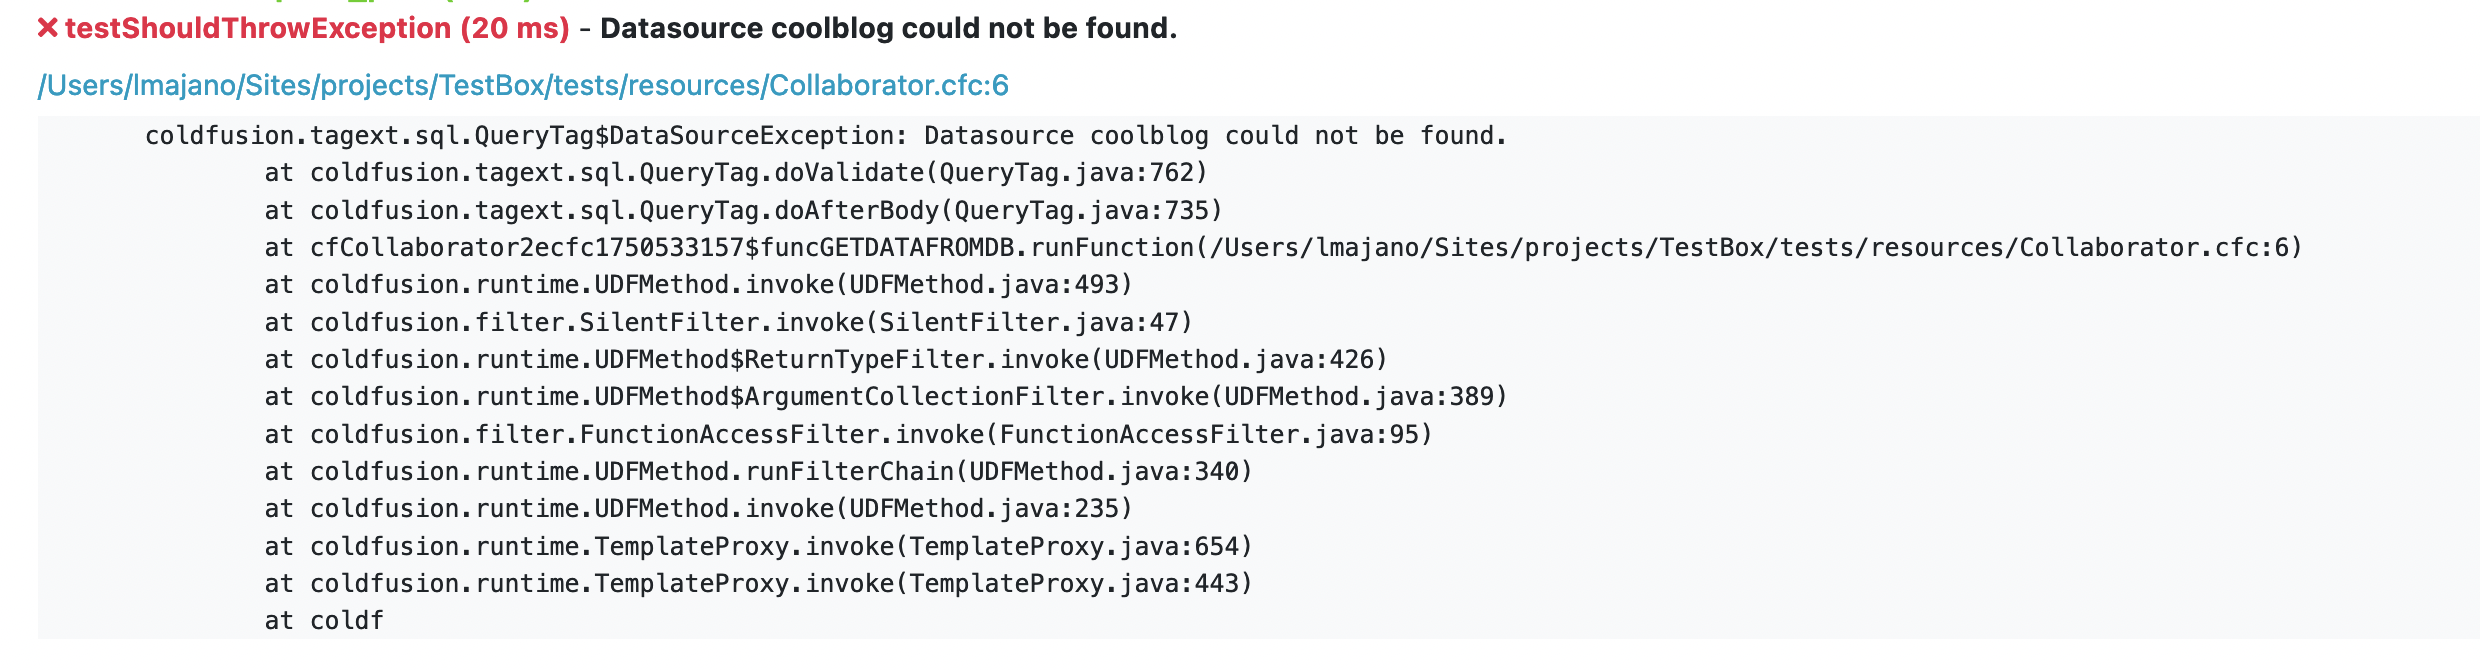 ✗ testShouldThrowException (20 ms) - Datasource coolblog could not be found.
/Users/lmajano/Sites/projects/TestBox/tests/resources/Collaborator.cfc:6
coldfusion.tagext.sql.QueryTag$DataSourceException: Datasource coolblog could not be found.
at coldfusion.tagext.sql.QueryTag.doValidate(QueryTag.java:762)
at coldfusion.tagext.sql.QueryTag.doAfterBody(QueryTag.java:735)
at cfCollaborator2ecfc1750533157$funcGETDATAFROMDB.runFunction(/Users/lmajano/Sites/projects/TestBox/tests/resources/Collaborator.cfc:6)
at coldfusion.runtime.UDFMethod.invoke(UDFMethod.java:493)
at coldfusion.filter.SilentFilter.invoke(SilentFilter.java:47)
at coldfusion.runtime.UDFMethod$ReturnTypeFilter.invoke(UDFMethod.java:426)
at coldfusion.runtime.UDFMethod$ArgumentCollectionFilter.invoke(UDFMethod.java:389)
at coldfusion.filter.FunctionAccessFilter.invoke(FunctionAccessFilter.java:95)
at coldfusion.runtime.UDFMethod.runFilterChain(UDFMethod.java:340)
at coldfusion.runtime.UDFMethod.invoke(UDFMethod.java:235)
at coldfusion.runtime.TemplateProxy.invoke(TemplateProxy.java:654)
at coldfusion.runtime.TemplateProxy.invoke(TemplateProxy.java:443)
at coldf